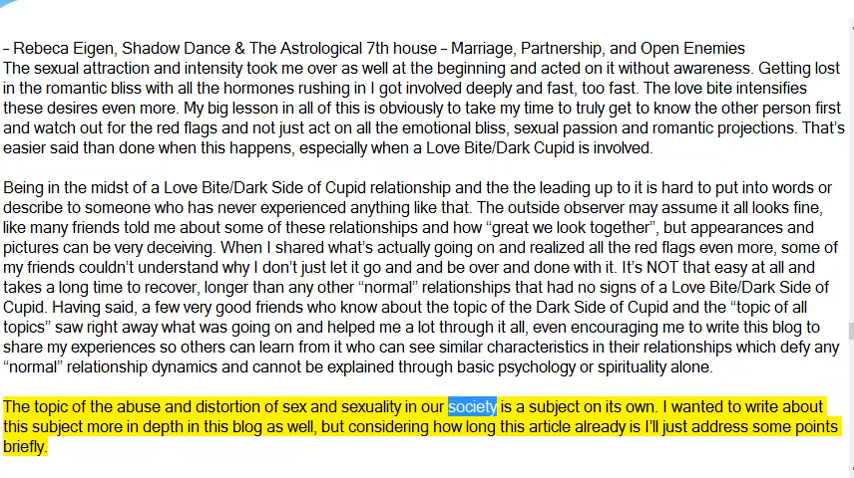 – Rebeca Eigen, Shadow Dance & The Astrological 7th house – Marriage, Partnership, and Open Enemies
The sexual attraction and intensity took me over as well at the beginning and acted on it without awareness. Getting lost
in the romantic bliss with all the hormones rushing in I got involved deeply and fast, too fast. The love bite intensifies
these desires even more. My big lesson in all of this is obviously to take my time to truly get to know the other person first
and watch out for the red flags and not just act on all the emotional bliss, sexual passion and romantic projections. That's
easier said than done when this happens, especially when a Love Bite/Dark Cupid is involved.
Being in the midst of a Love Bite/Dark Side of Cupid relationship and the the leading up to it is hard to put into words or
describe to someone who has never experienced anything like that. The outside observer may assume it all looks fine,
like many friends told me about some of these relationships and how “great we look together”, but appearances and
pictures can be very deceiving. When I shared what's actually going on and realized all the red flags even more, some of
my friends couldn't understand why I don't just let it go and and be over and done with it. It's NOT that easy at all and
takes a long time to recover, longer than any other “normal” relationships that had no signs of a Love Bite/Dark Side of
Cupid. Having said, a few very good friends who know about the topic of the Dark Side of Cupid and the “topic of all
topics” saw right away what was going on and helped me a lot through it all, even encouraging me to write this blog to
share my experiences so others can learn from it who can see similar characteristics in their relationships which defy any
“normal” relationship dynamics and cannot be explained through basic psychology or spirituality alone.
The topic of the abuse and distortion of sex and sexuality in our society is a subject on its own. I wanted to write about
this subject more in depth in this blog as well, but considering how long this article already is I'll just address some points
briefly.